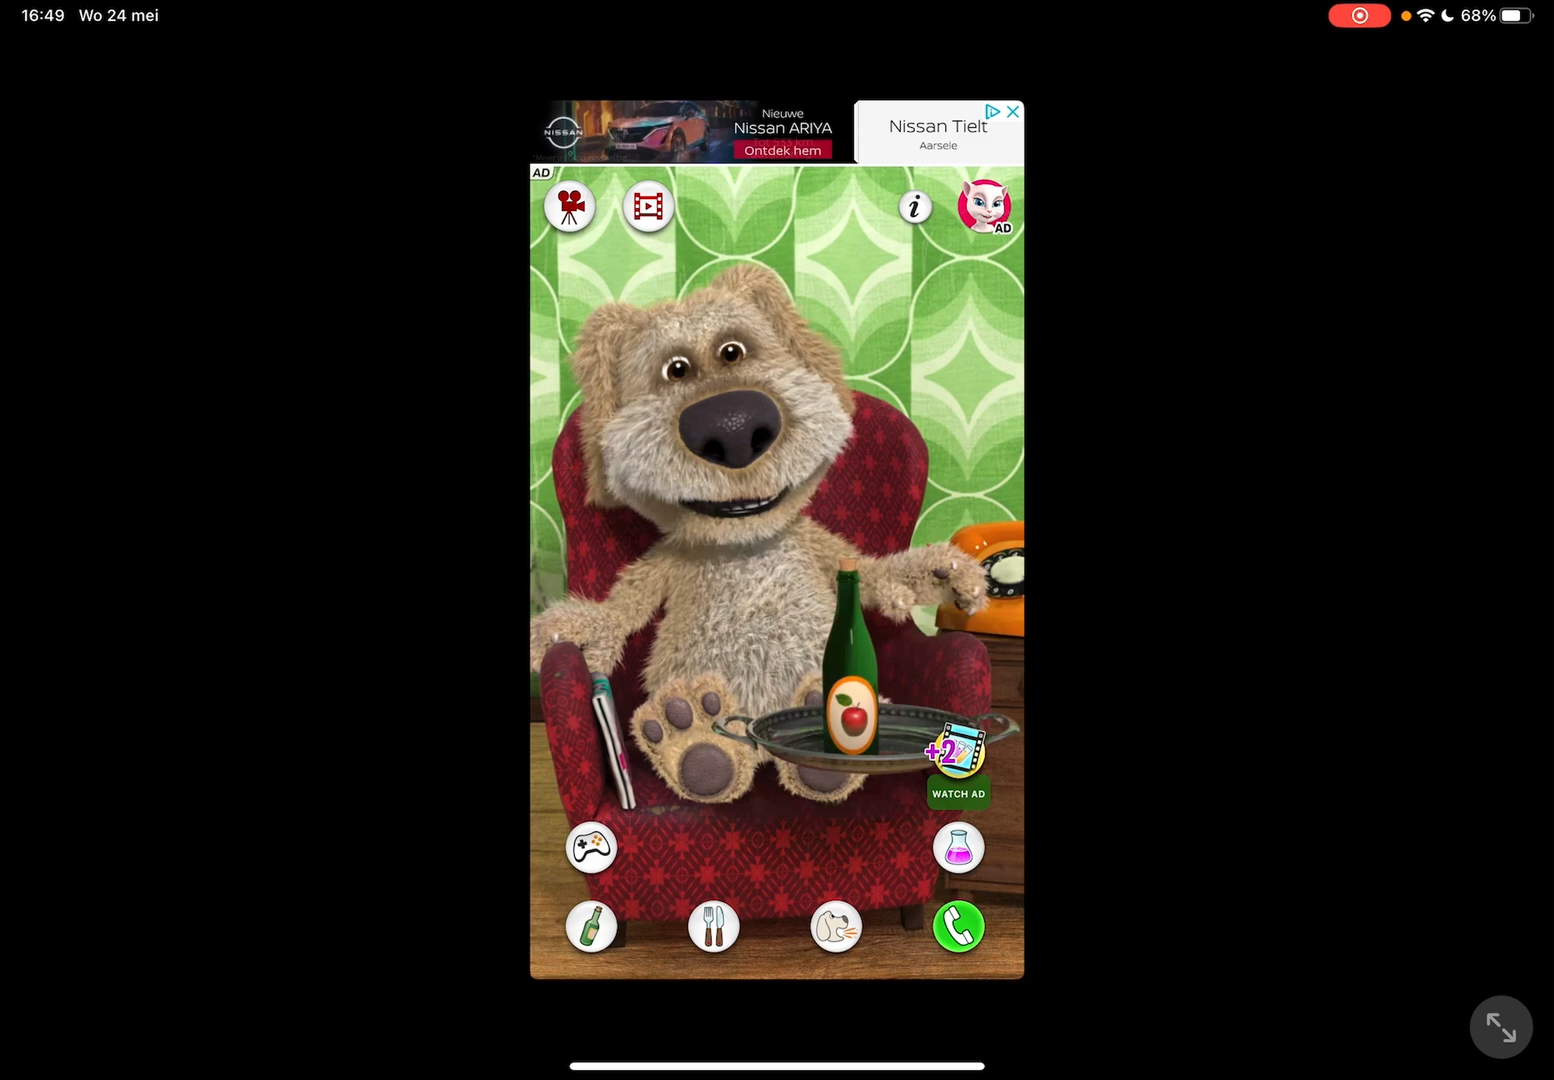 16:49 Wo 24 mei
68%
NISSAN
Nieuwe
Nissan ARIYA
Ontdek hem
Nissan Tielt
Aarsele
AD
i
AD
+2
WATCH AD